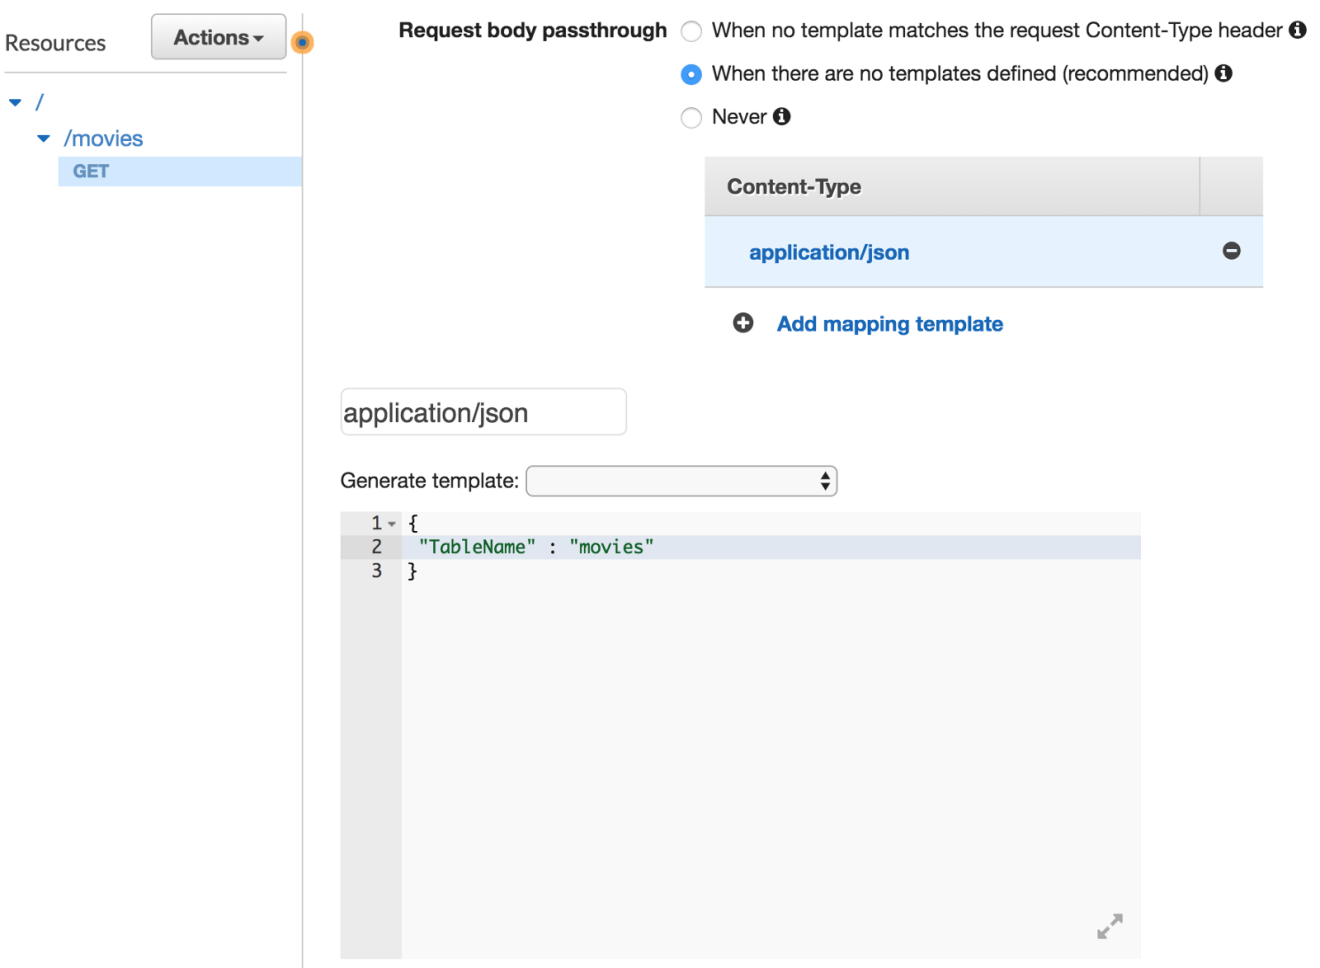 Resources
Actions
/
/movies
GET
Request body passthrough
When no template matches the request Content-Type header
When there are no templates defined (recommended)
Never
Content-Type
application/json
Add mapping template
application/json
Generate template:
1 {
2 "TableName" : "movies"
3 }